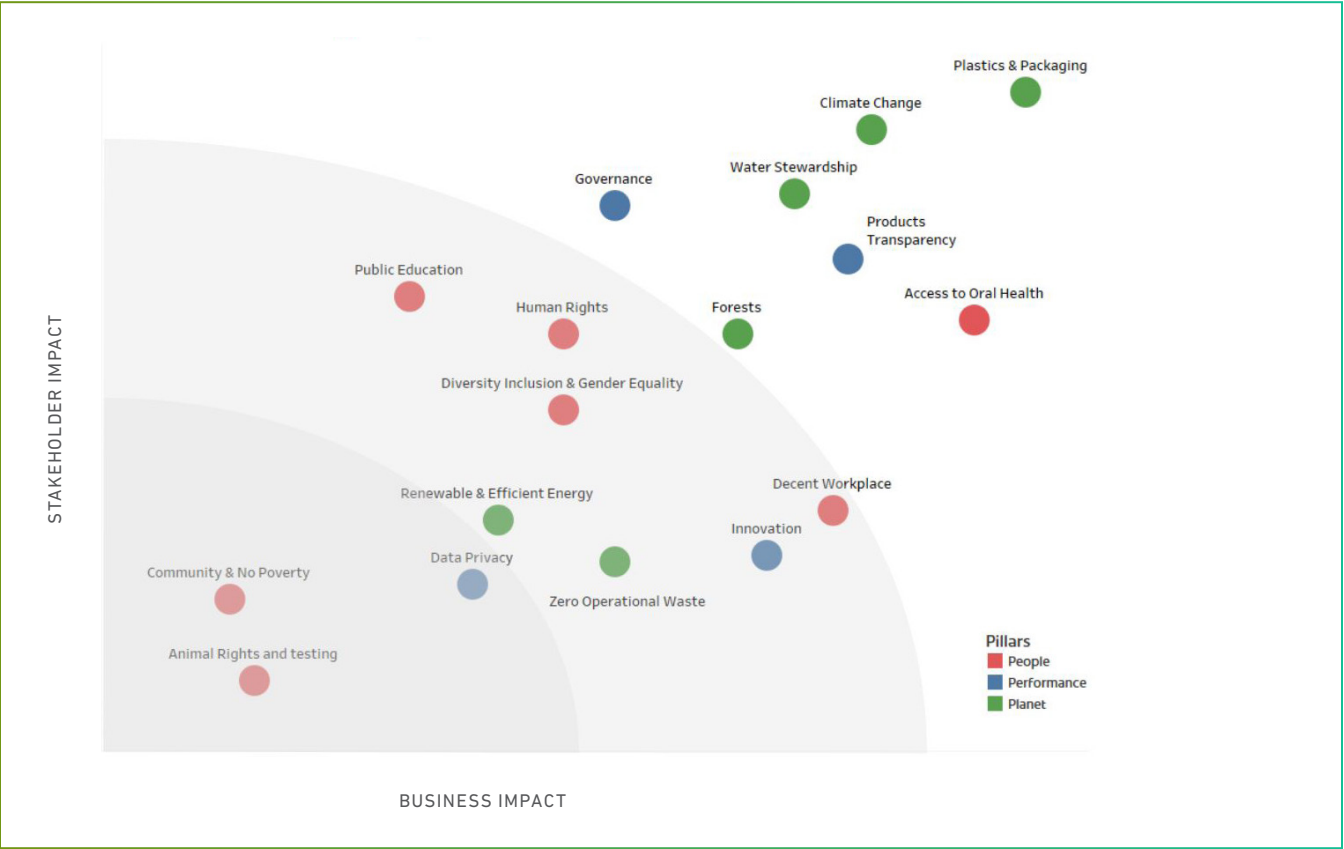 Plastics & Packaging
Climate Change
Water Stewardship
Governance
Products
Transparency
Public Education
Access to Oral Health
Human Rights
Forests
Diversity Inclusion & Gender Equality
Decent Workplace
Renewable & Efficient Energy
Innovation
Data Privacy
Community & No Poverty
Zero Operational Waste
Animal Rights and testing
STAKEHOLDER IMPACT
BUSINESS IMPACT
Pillars
People
Performance
Planet